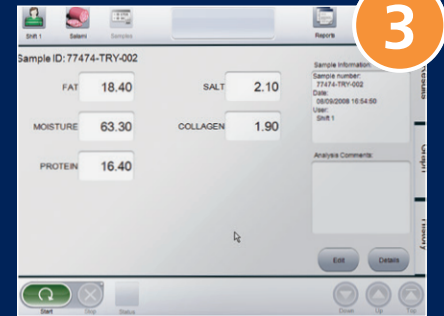 3
Shift 1 Salami Samples Reports
Sample ID: 77474-TRY-002
FAT 18.40 SALT 2.10
MOISTURE 63.30 COLLAGEN 1.90
PROTEIN 16.40
Sample Information:
Sample number:
77474-TRY-002
Date:
08/09/2008 16:54:50
User:
Shift 1
Analysis Comments:
Edit Details
Graph
History
Start Stop Status Down Up Top